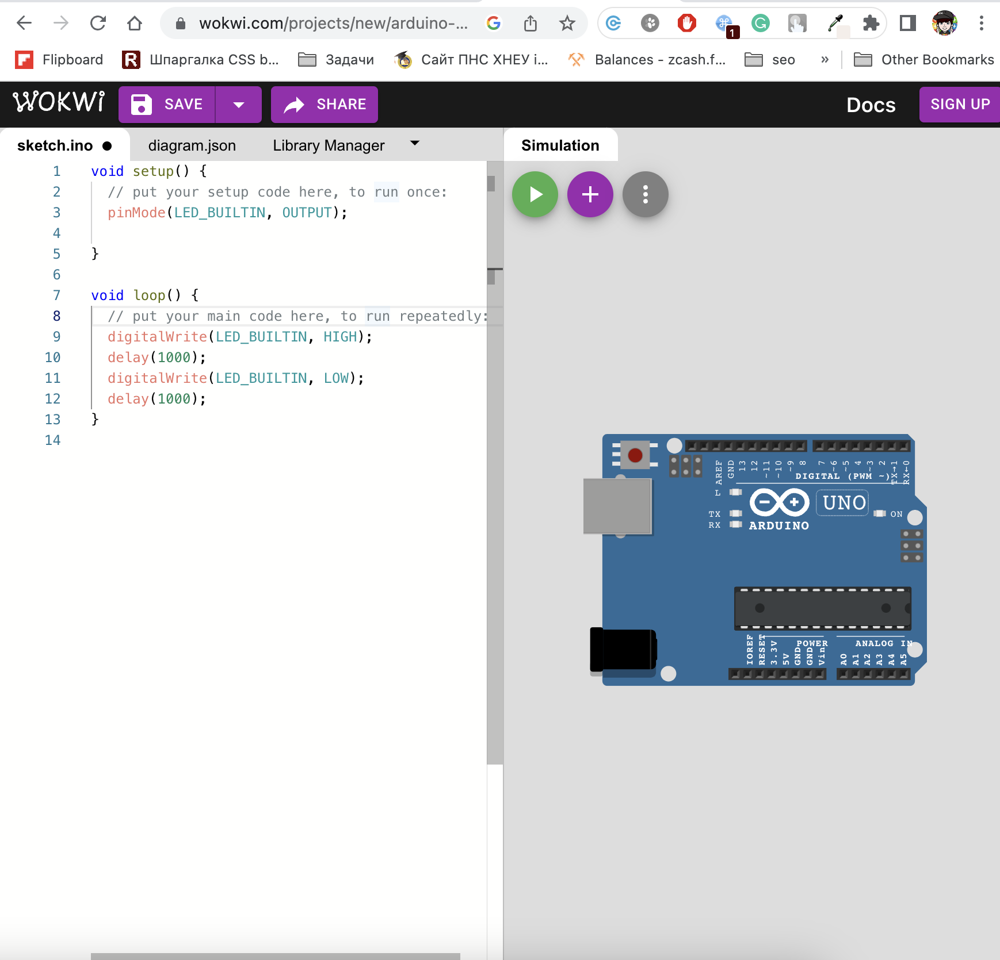 wokwi.com/projects/new/arduino-...
1
Flipboard
Шпаргалка CSS b...
Задачи
Сайт ПНС ХНЕУ і...
Balances - zcash.f...
seo
»
Other Bookmarks
WOKWi
SAVE
SHARE
Docs
SIGN UP
sketch.ino ●
diagram.json
Library Manager
Simulation
1 void setup() {
2 // put your setup code here, to run once:
3 pinMode(LED_BUILTIN, OUTPUT);
4
5 }
6
7 void loop() {
8 // put your main code here, to run repeatedly:
9 digitalWrite(LED_BUILTIN, HIGH);
10 delay(1000);
11 digitalWrite(LED_BUILTIN, LOW);
12 delay(1000);
13 }
14
AREF GND 13 12 ~11 ~10 ~9 8 7 ~6 ~5 4 ~3 2 TX→1 RX←0
DIGITAL (PWM ~)
L
UNO
TX
ON
RX
ARDUINO
POWER
ANALOG IN
IOREF RESET 3.3V 5V GND GND Vin A0 A1 A2 A3 A4 A5